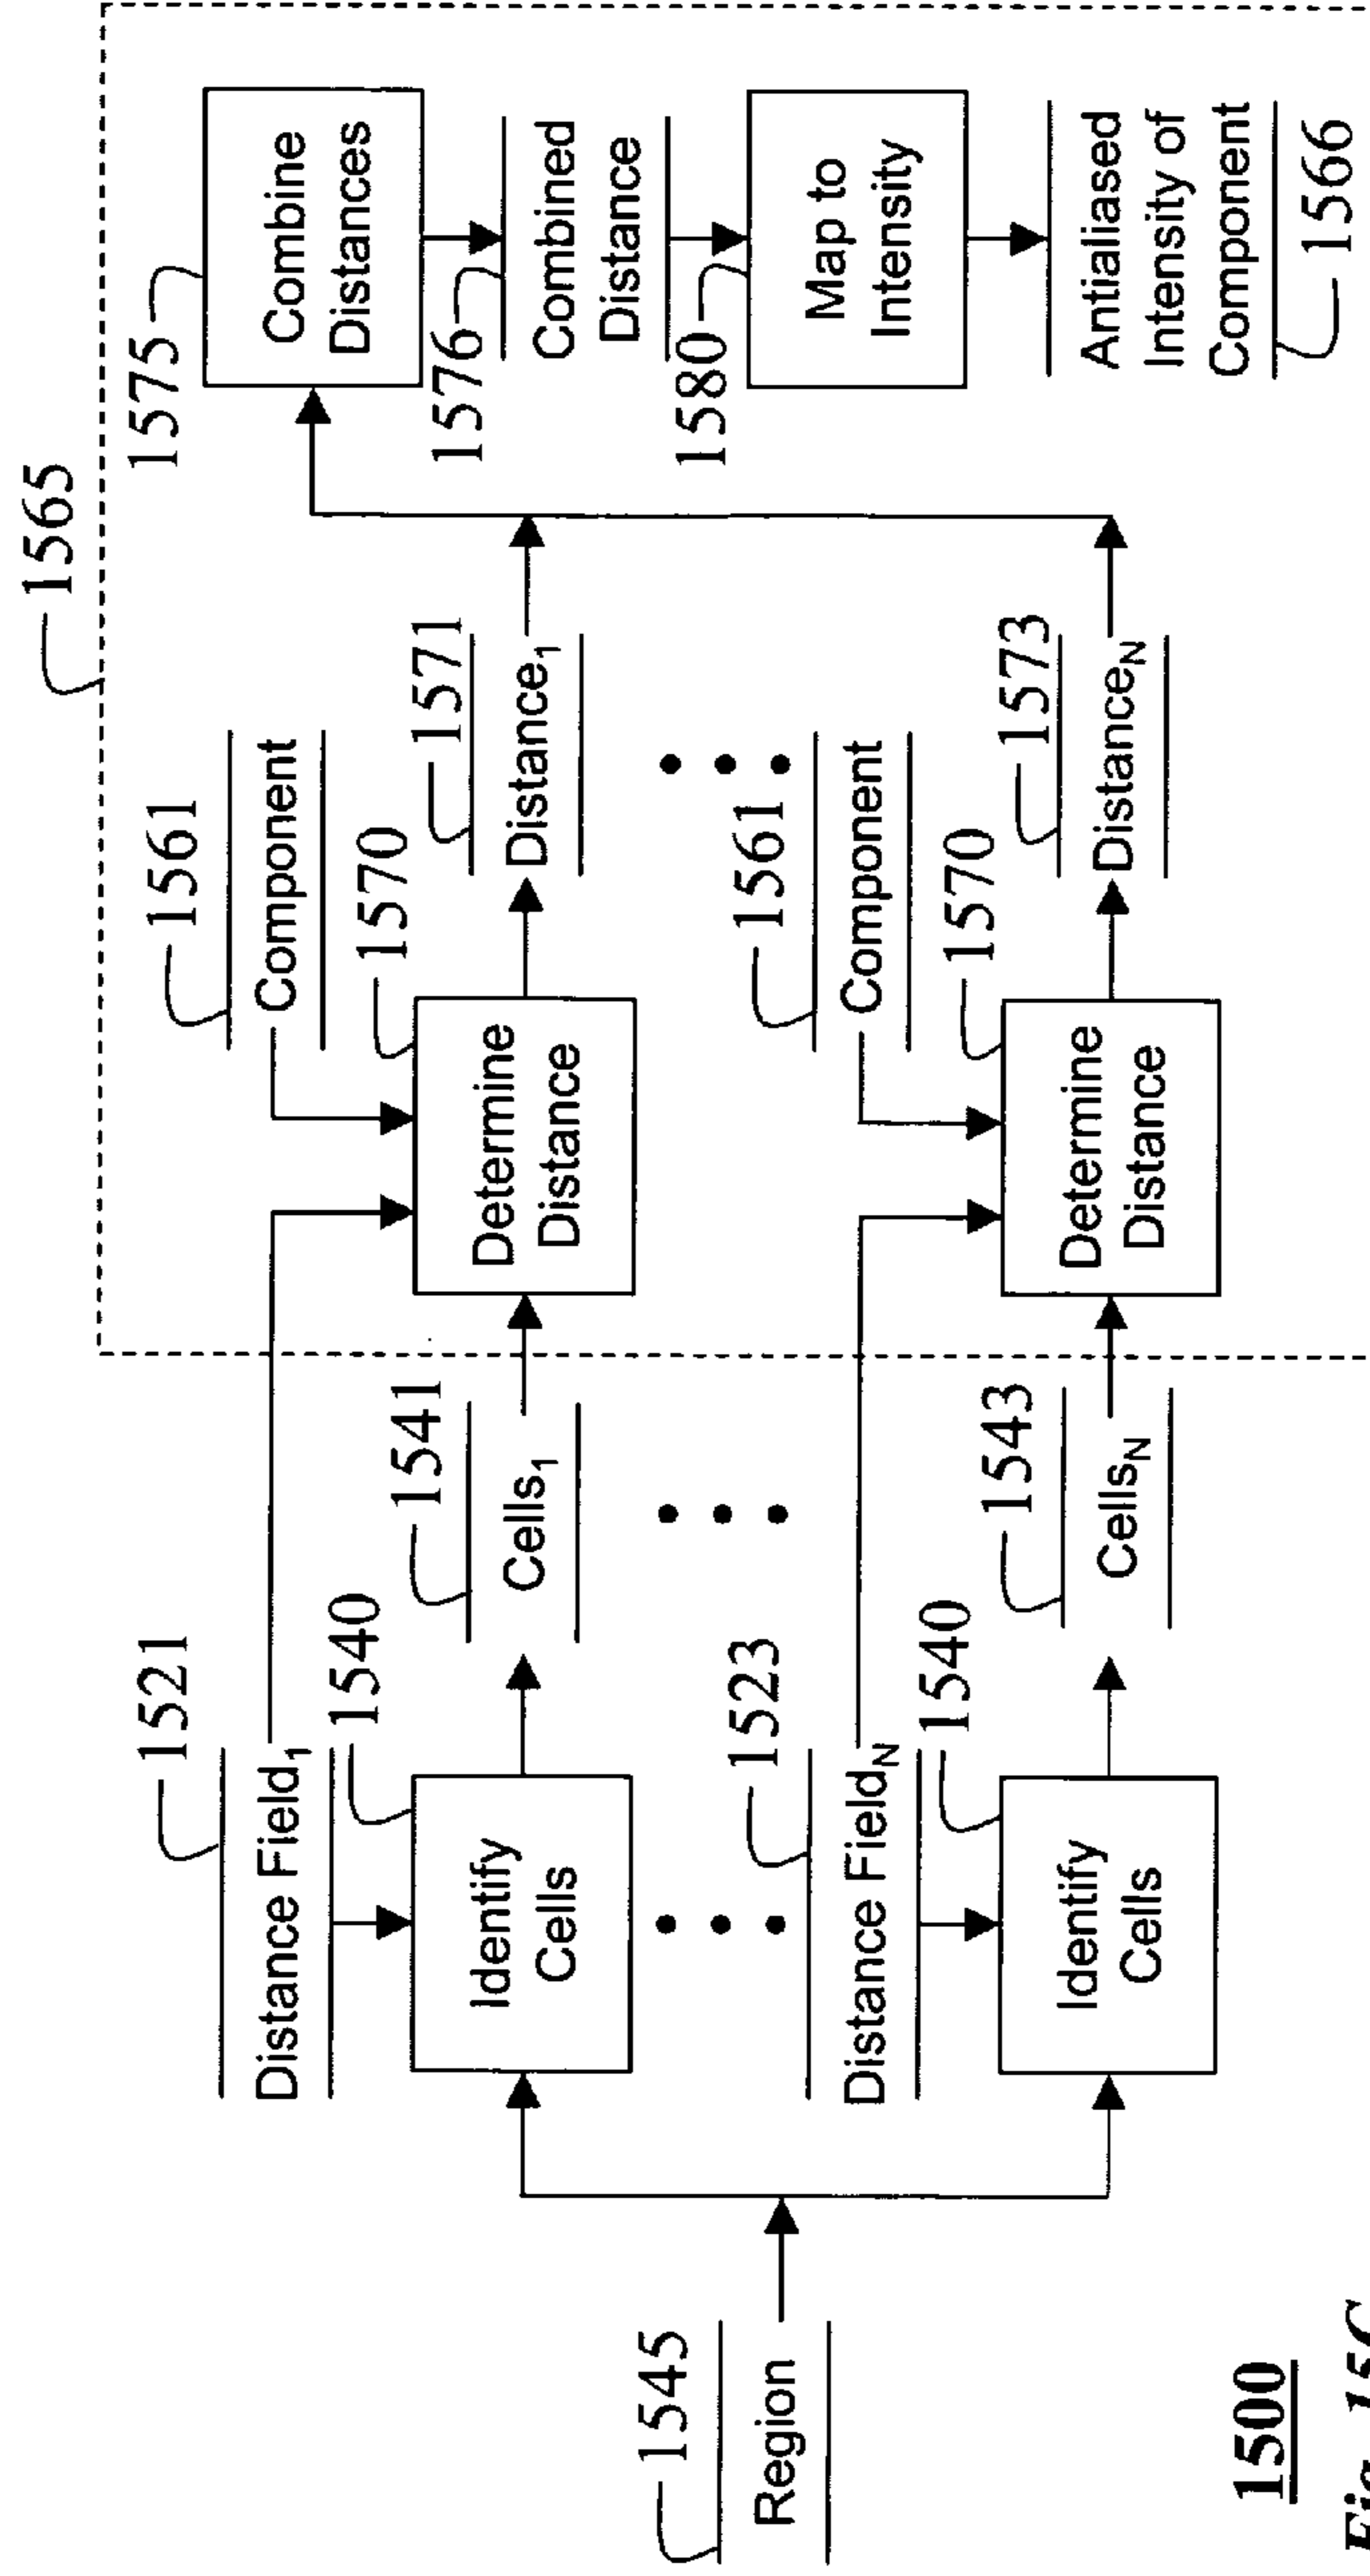 1565
1521
Distance Field1
1540
Identify
Cells
1541
Cells1
1561
Component
1570
Determine
Distance
1571
Distance1
1575
Combine
Distances
1576
Combined
Distance
1580
Map to
Intensity
Antialiased
Intensity of
Component
1566
1545
Region
1523
Distance FieldN
1540
Identify
Cells
1543
CellsN
1561
Component
1570
Determine
Distance
1573
DistanceN
1500
Fig. 15C